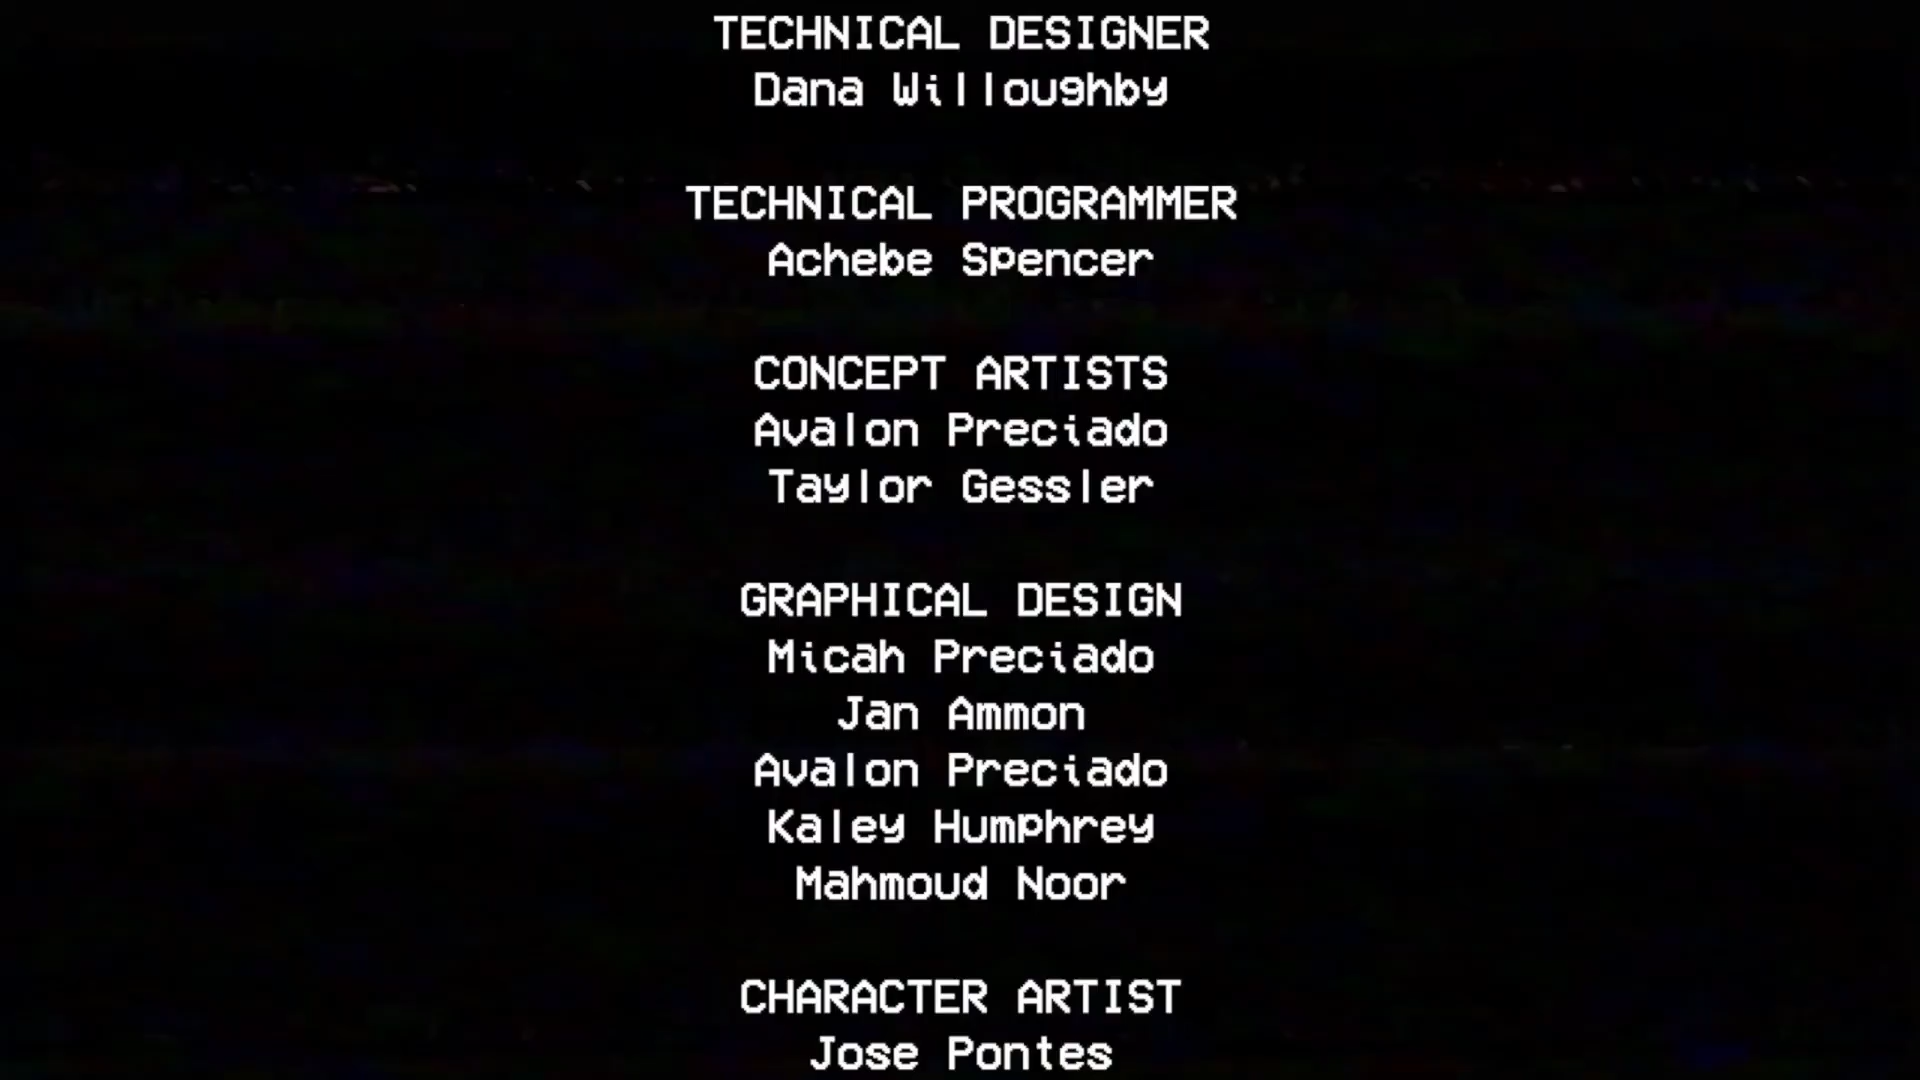 TECHNICAL DESIGNER
Dana Willoughby
TECHNICAL PROGRAMMER
Achebe Spencer
CONCEPT ARTISTS
Avalon Preciado
Taylor Gessler
GRAPHICAL DESIGN
Micah Preciado
Jan Ammon
Avalon Preciado
Kaley Humphrey
Mahmoud Noor
CHARACTER ARTIST
Jose Pontes